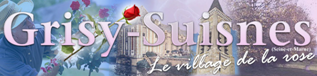 Grisy-Suisnes
(Seine-et-Marne)
Le village de la rose